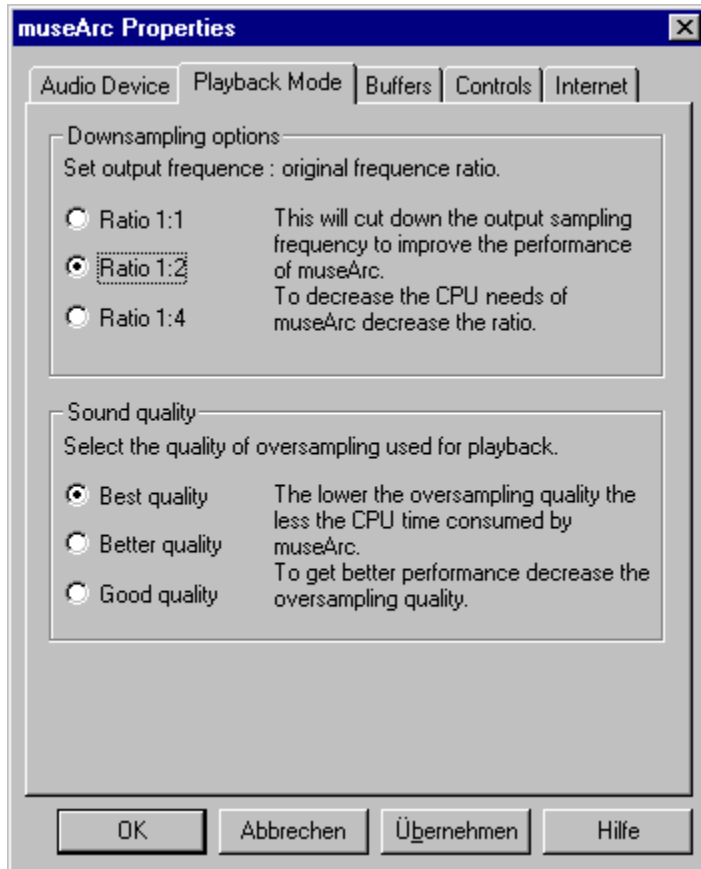 museArc Properties
Audio Device Playback Mode Buffers Controls Internet
Downsampling options
Set output frequence : original frequence ratio.
Ratio 1:1
Ratio 1:2
Ratio 1:4
This will cut down the output sampling
frequency to improve the performance
of museArc.
To decrease the CPU needs of
museArc decrease the ratio.
Sound quality
Select the quality of oversampling used for playback.
Best quality
Better quality
Good quality
The lower the oversampling quality the
less the CPU time consumed by
museArc.
To get better performance decrease the
oversampling quality.
OK Abbrechen Übernehmen Hilfe